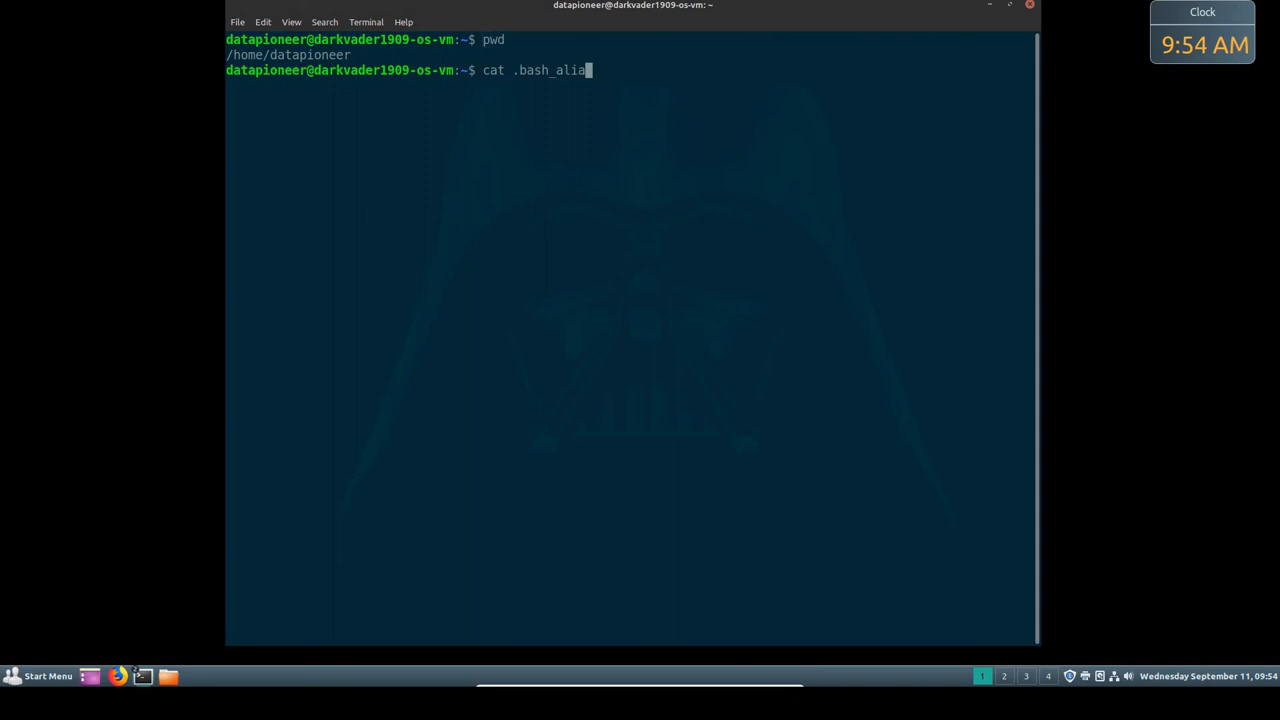 datapioneer@darkvader1909-os-vm: ~
Clock
9:54 AM
File Edit View Search Terminal Help
datapioneer@darkvader1909-os-vm:~$ pwd
/home/datapioneer
datapioneer@darkvader1909-os-vm:~$ cat .bash_alia
Start Menu
2
1 2 3 4
Wednesday September 11, 09:54